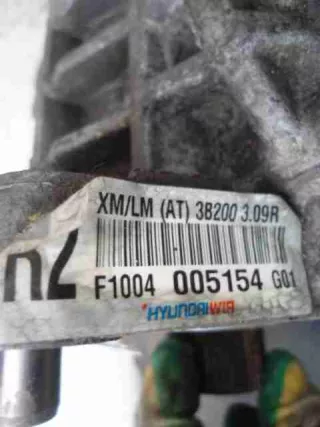 XM/LM (AT) 38200 3.09R
F1004 005154 G01
HYUNDAI WIA